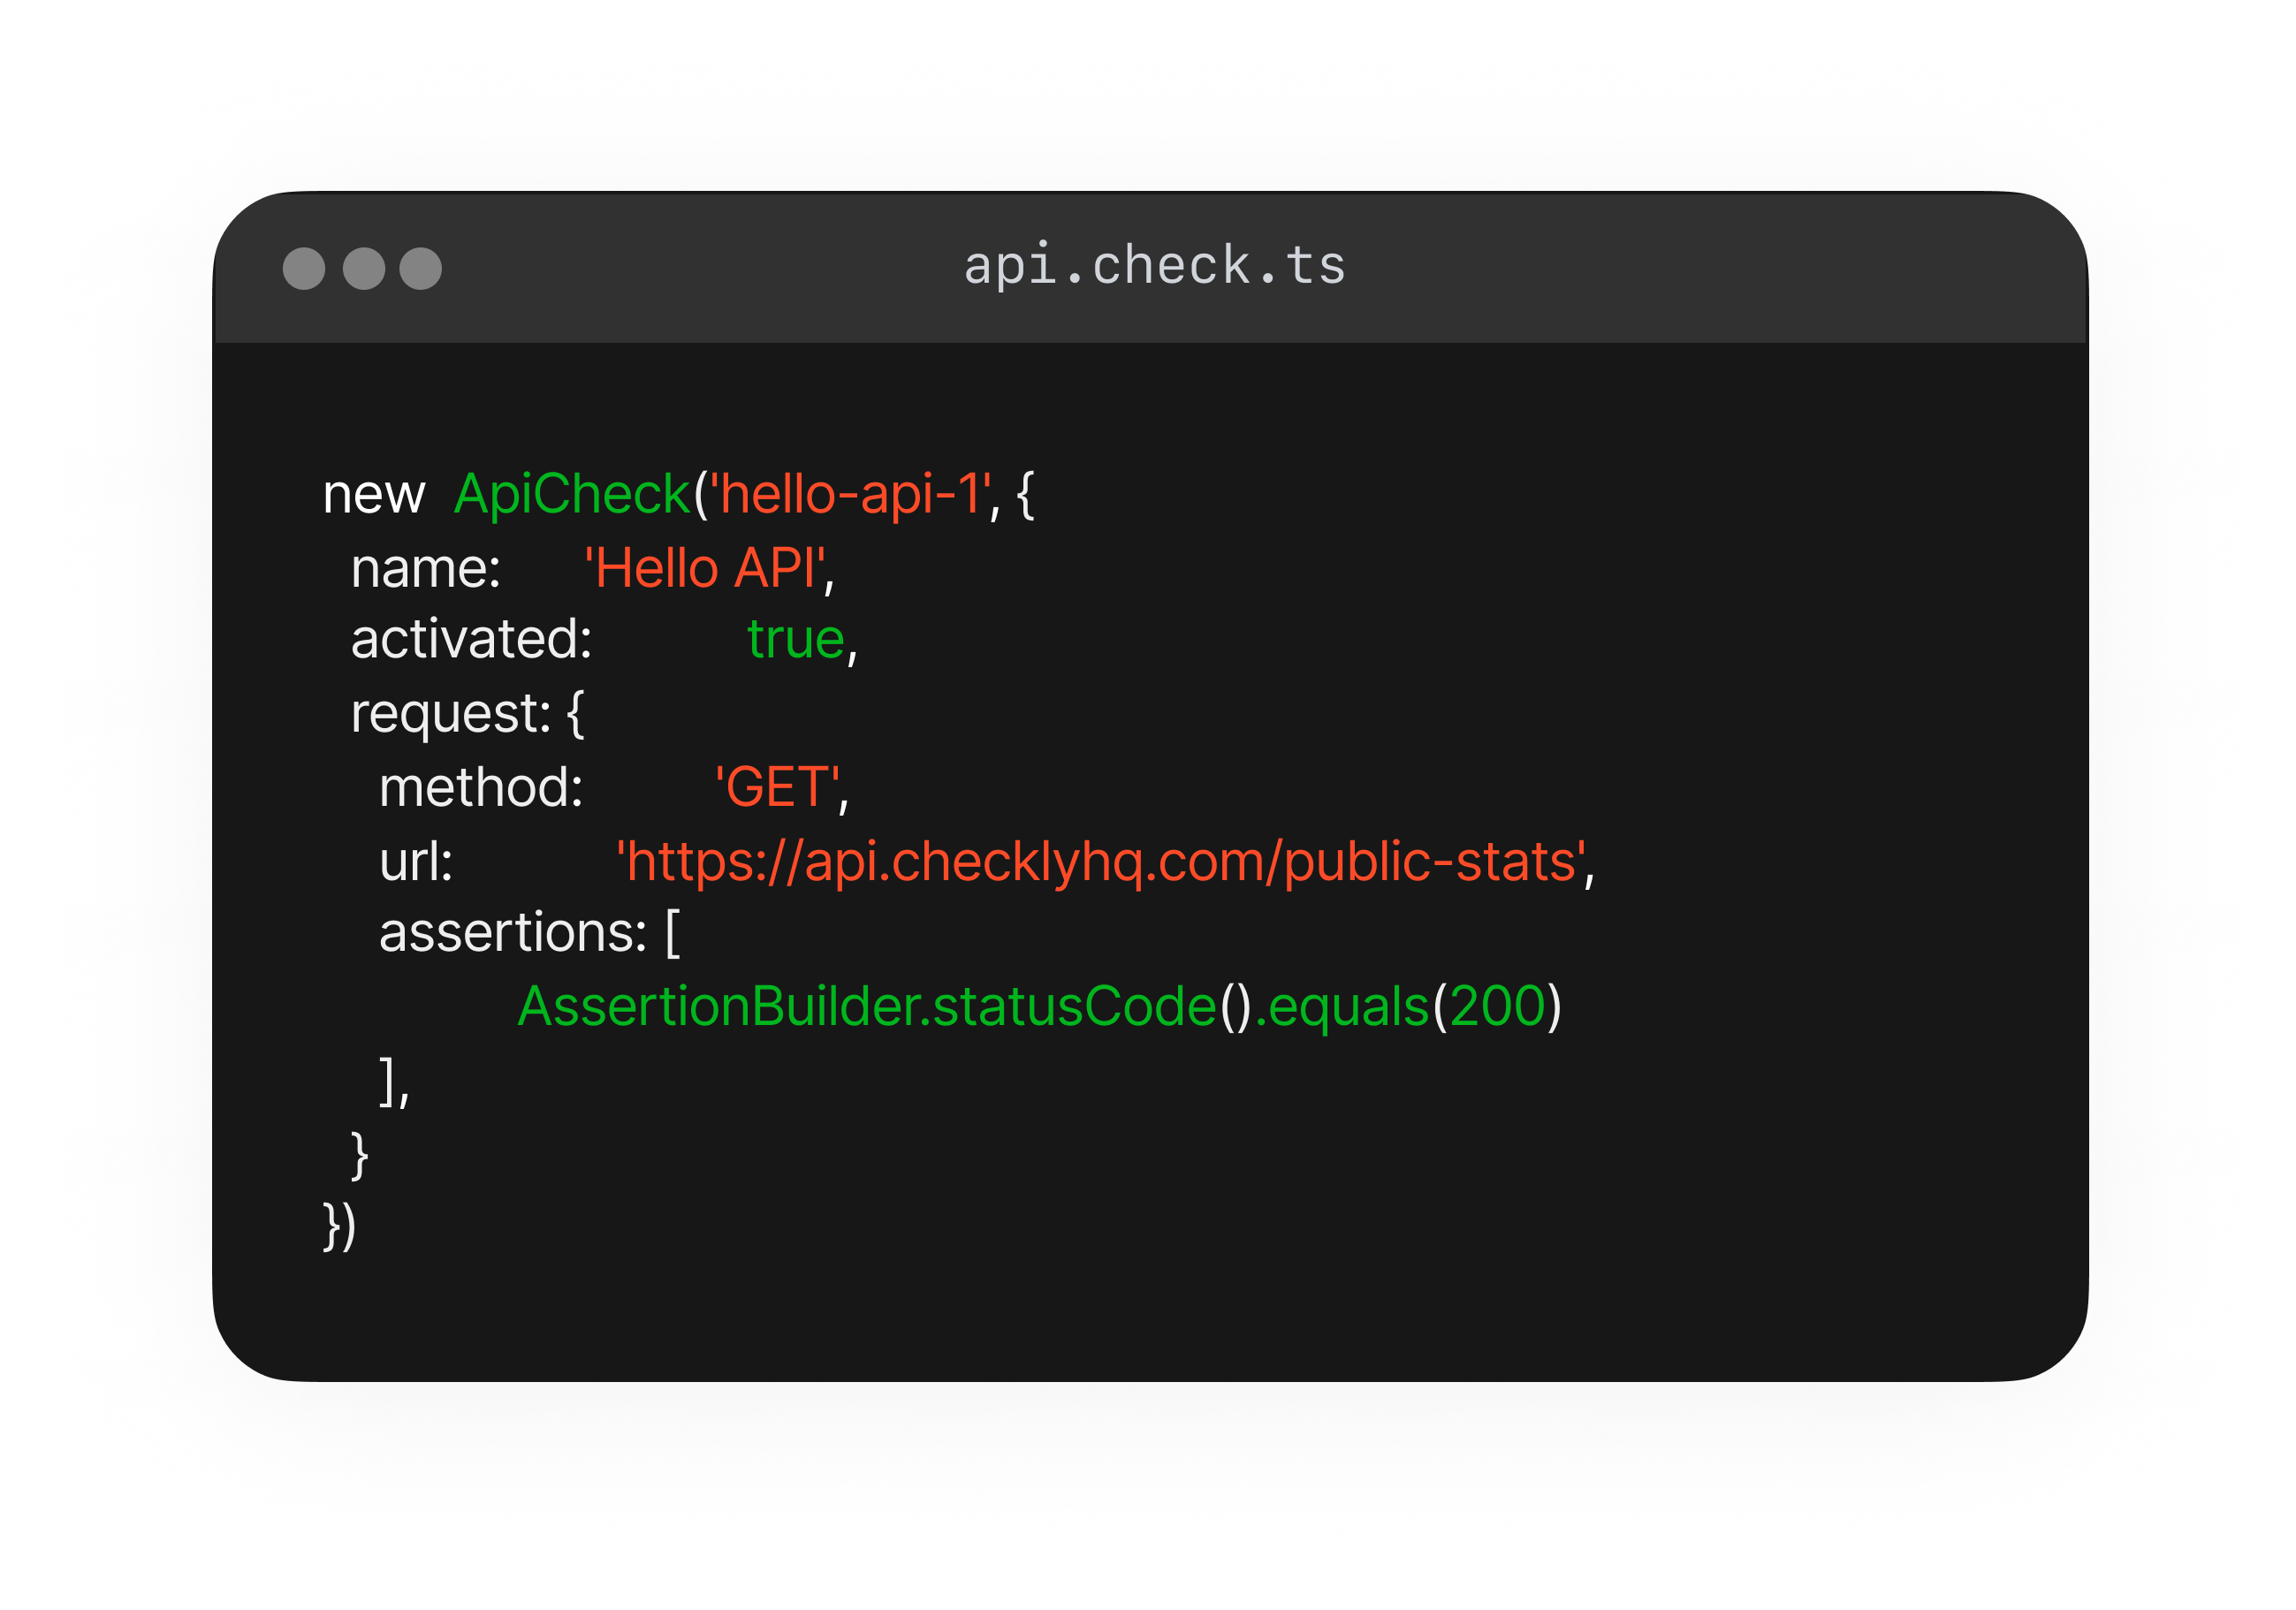 api.check.ts
new ApiCheck('hello-api-1', {
name: 'Hello API',
activated: true,
request: {
method: 'GET',
url: 'https://api.checklyhq.com/public-stats',
assertions: [
AssertionBuilder.statusCode().equals(200)
],
}
})